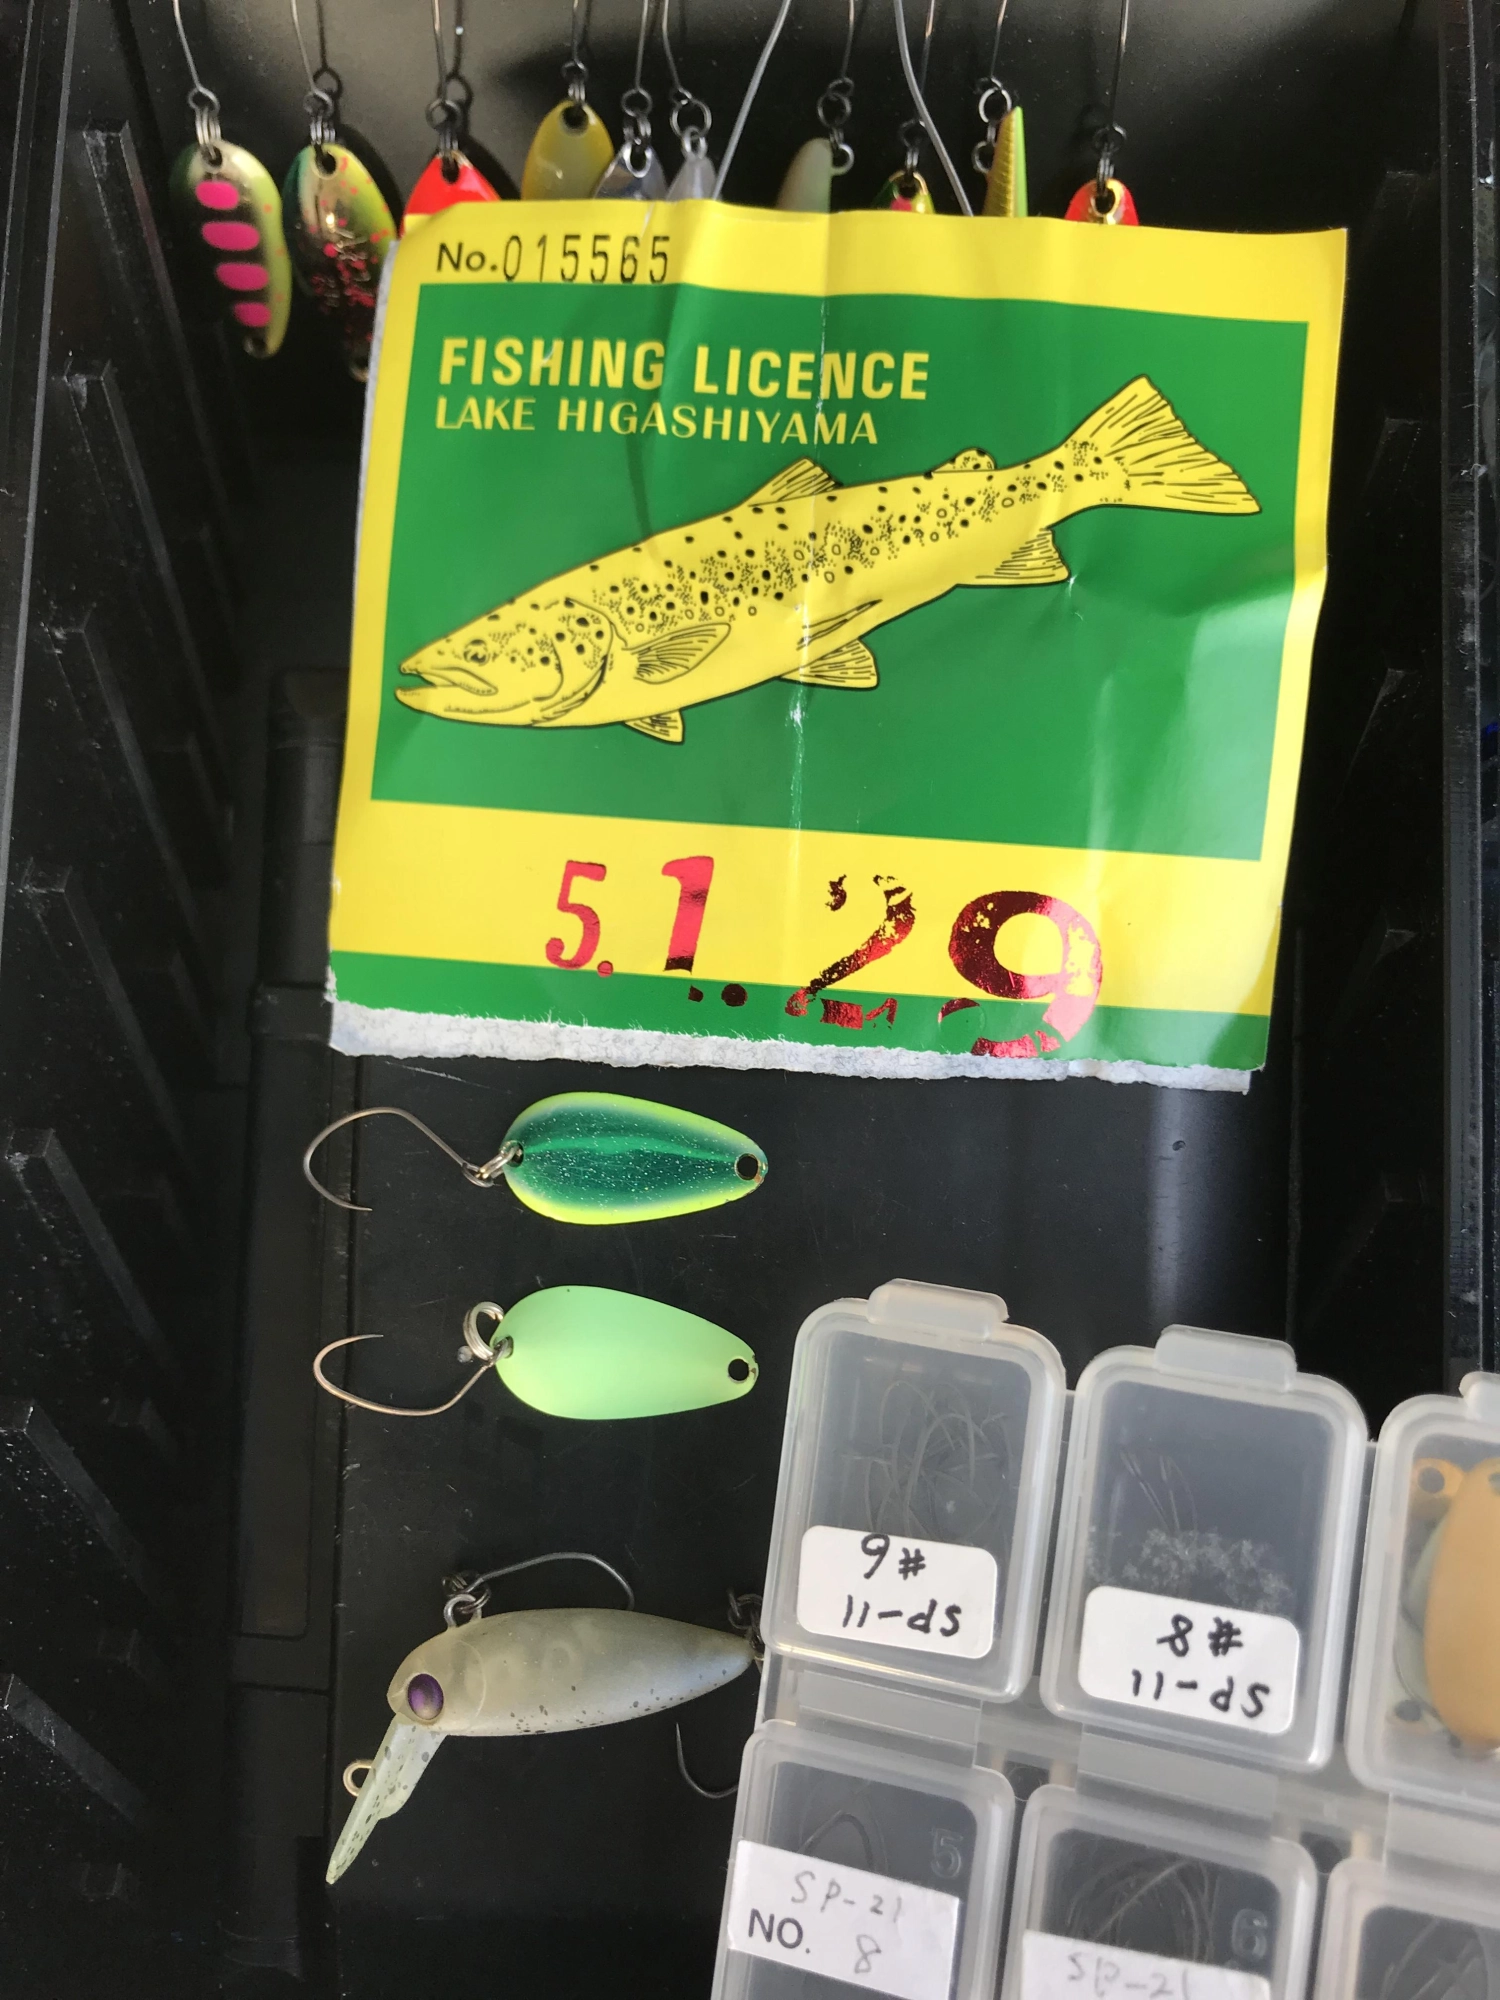 No.015565
FISHING LICENCE
LAKE HIGASHIYAMA
5.1.29
SP-11
#9
SP-11
#8
5
SP-21
NO. 8
6
SP-21